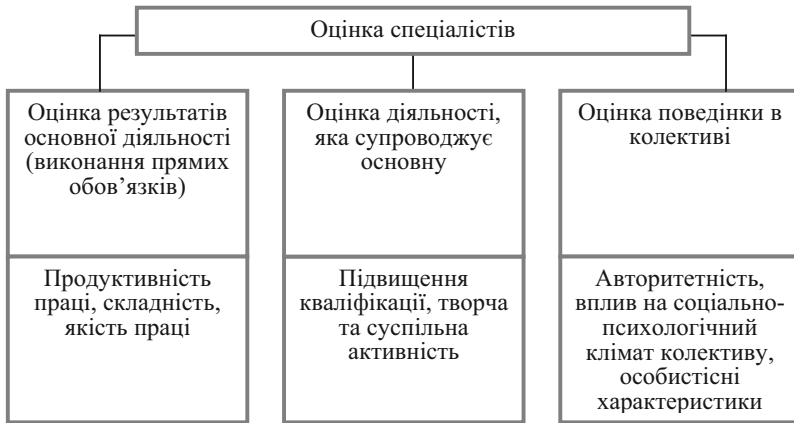 Оцінка спеціалістів
Оцінка результатів
основної діяльності
(виконання прямих
обов’язків)
Продуктивність
праці, складність,
якість праці
Оцінка діяльності,
яка супроводжує
основну
Підвищення
кваліфікації, творча
та суспільна
активність
Оцінка поведінки в
колективі
Авторитетність,
вплив на соціально-
психологічний
клімат колективу,
особистісні
характеристики